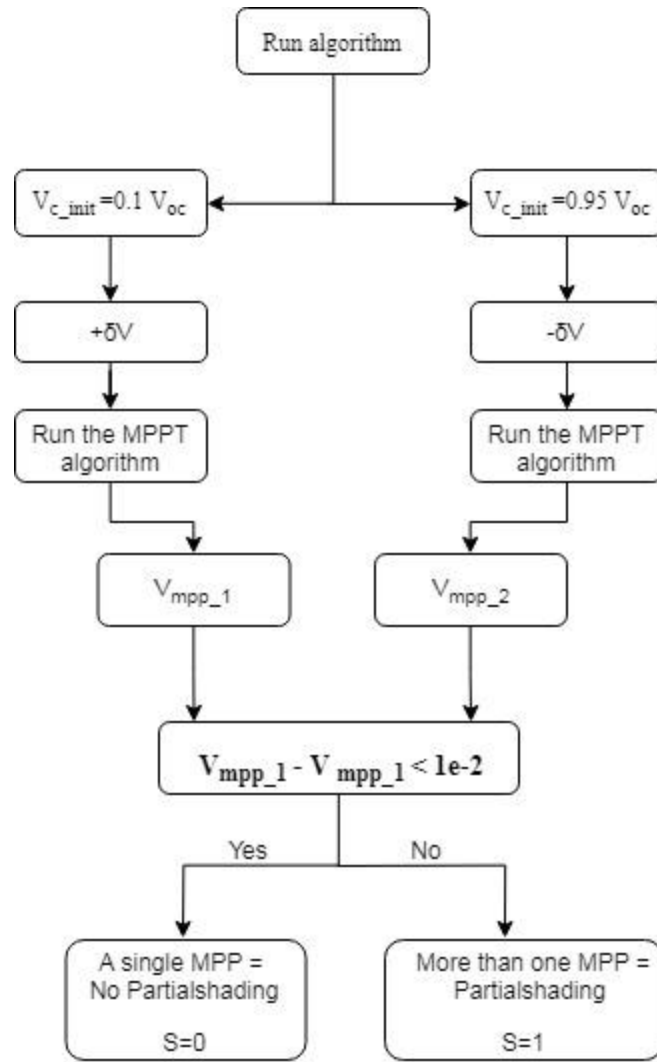 Run algorithm
V_c_init =0.1 V_oc
V_c_init =0.95 V_oc
+δV
-δV
Run the MPPT
algorithm
Run the MPPT
algorithm
V_mpp_1
V_mpp_2
V_mpp_1 - V_mpp_1 < 1e-2
Yes
No
A single MPP =
No Partialshading
S=0
More than one MPP =
Partialshading
S=1